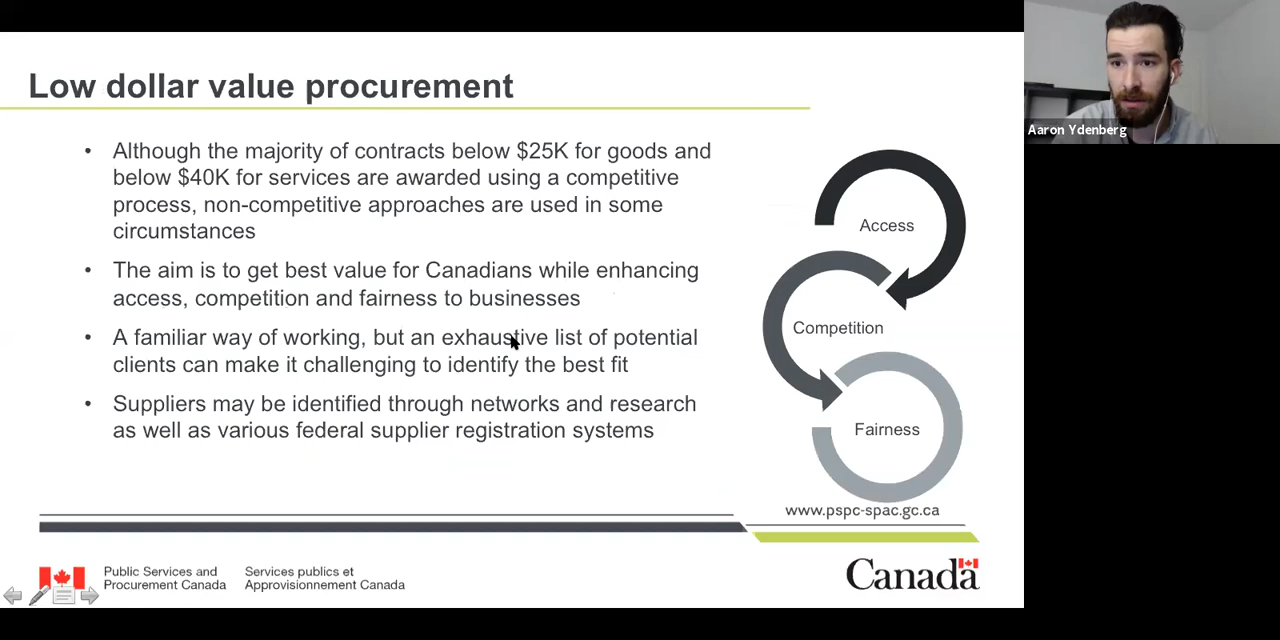 Low dollar value procurement
• Although the majority of contracts below $25K for goods and
below $40K for services are awarded using a competitive
process, non-competitive approaches are used in some
circumstances
• The aim is to get best value for Canadians while enhancing
access, competition and fairness to businesses
• A familiar way of working, but an exhaustive list of potential
clients can make it challenging to identify the best fit
• Suppliers may be identified through networks and research
as well as various federal supplier registration systems
Access
Competition
Fairness
www.pspc-spac.gc.ca
Public Services and
Procurement Canada
Services publics et
Approvisionnement Canada
Canada
Aaron Ydenberg